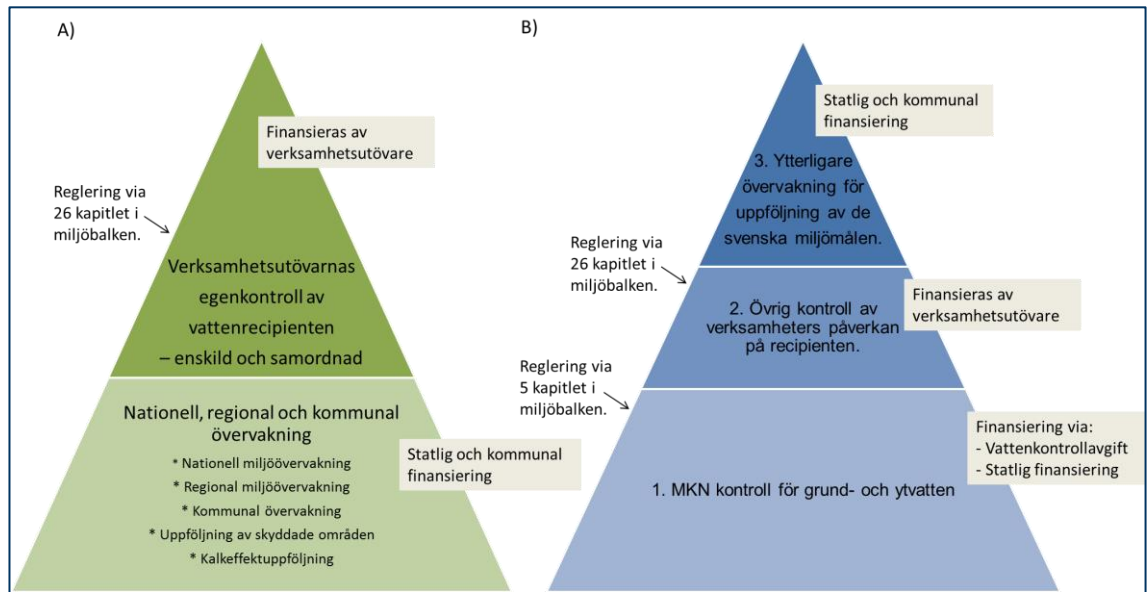 A)
Finansieras av
verksamhetsutövare
Reglering via
26 kapitlet i
miljöbalken.
Verksamhetsutövarnas
egenkontroll av
vattenrecipienten
– enskild och samordnad
Nationell, regional och kommunal
övervakning
* Nationell miljöövervakning
* Regional miljöövervakning
* Kommunal övervakning
* Uppföljning av skyddade områden
* Kalkeffektuppföljning
Statlig och kommunal
finansiering
B)
Statlig och kommunal
finansiering
3. Ytterligare
övervakning för
uppföljning av de
svenska miljömålen.
Reglering via
26 kapitlet i
miljöbalken.
2. Övrig kontroll av
verksamheters påverkan
på recipienten.
Finansieras av
verksamhetsutövare
Reglering via
5 kapitlet i
miljöbalken.
1. MKN kontroll för grund- och ytvatten
Finansiering via:
- Vattenkontrollavgift
- Statlig finansiering